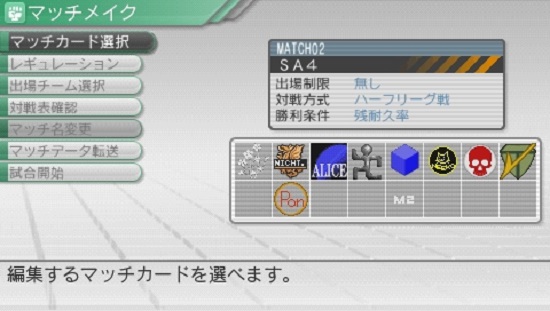 マッチメイク
マッチカード選択
レギュレーション
出場チーム選択
対戦表確認
マッチ名変更
マッチデータ転送
試合開始
MATCH02
SA4
出場制限 無し
対戦方式 ハーフリーグ戦
勝利条件 残耐久率
ALICE
Pan
M2
編集するマッチカードを選べます。